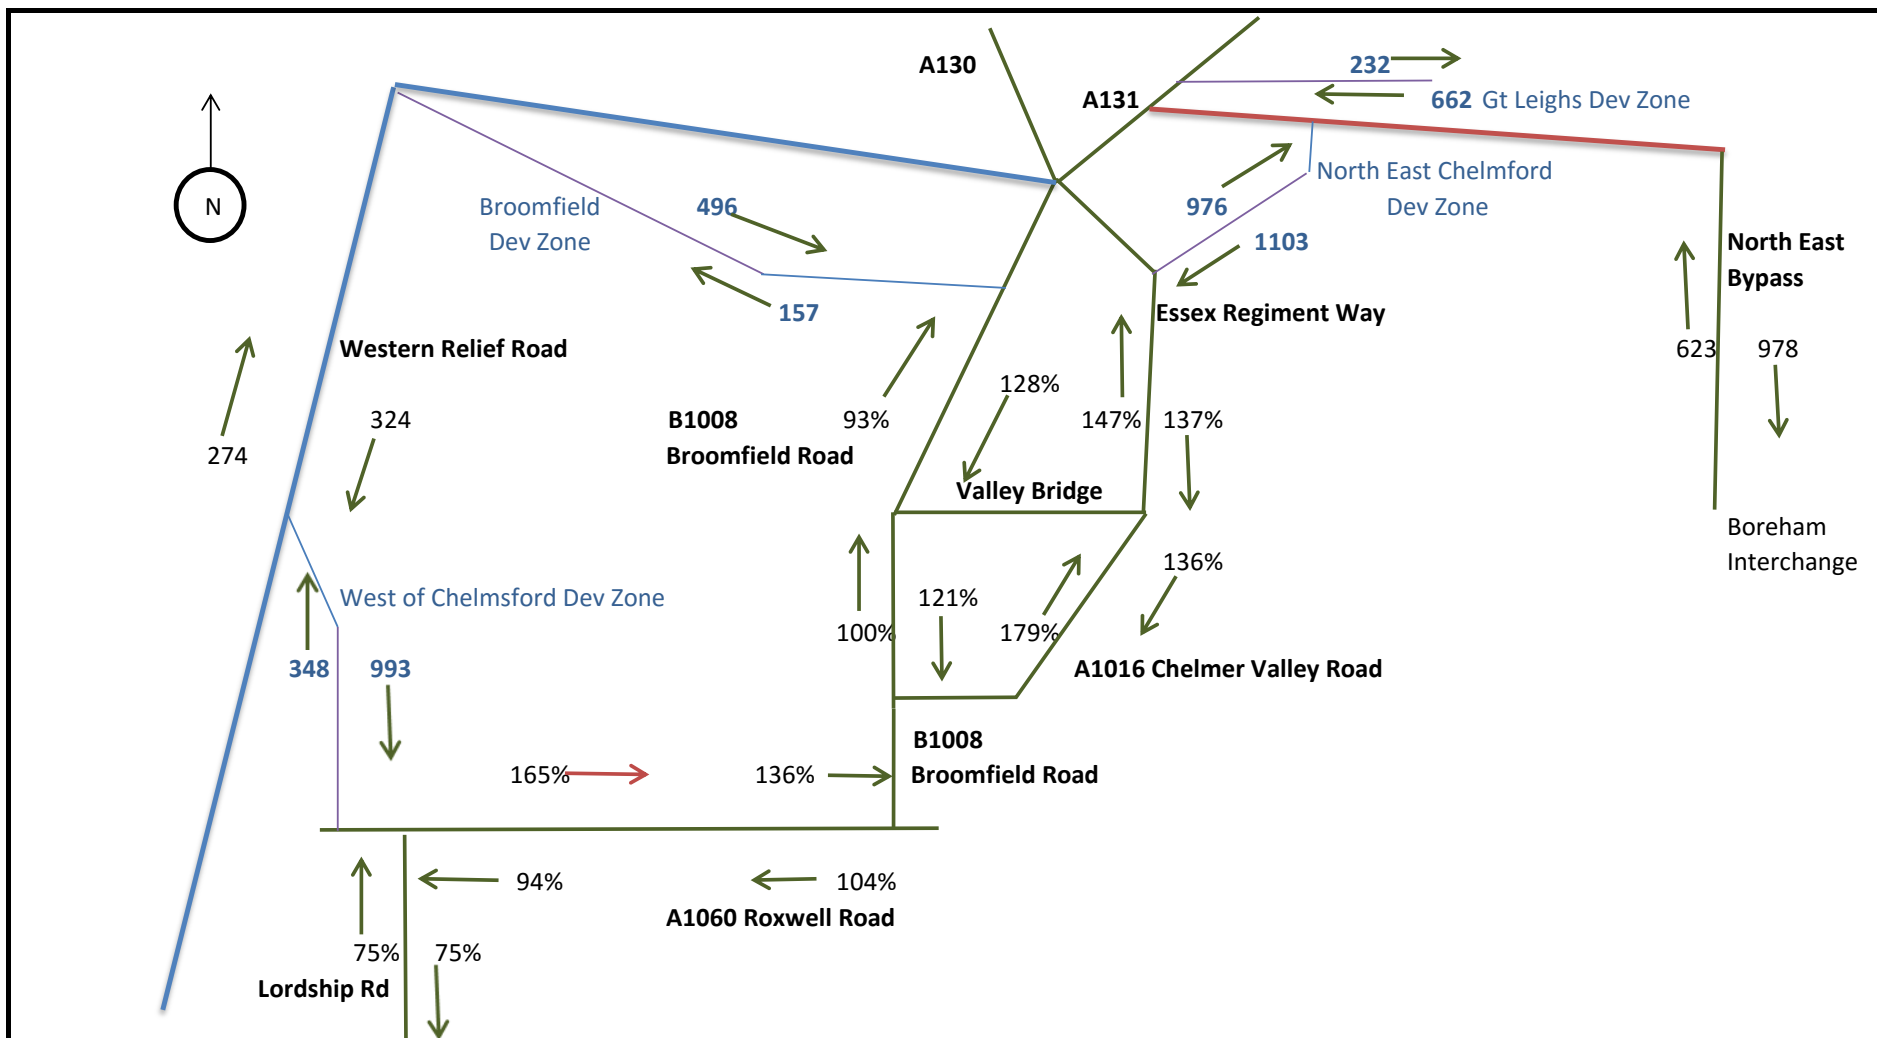 A130
232
A131
662 Gt Leighs Dev Zone
North East Chelmford
Dev Zone
N
Broomfield
Dev Zone
496
976
1103
North East
Bypass
157
Essex Regiment Way
Western Relief Road
623
978
128%
324
B1008
Broomfield Road
93%
147%
137%
274
Valley Bridge
Boreham
Interchange
136%
West of Chelmsford Dev Zone
121%
100%
179%
348
993
A1016 Chelmer Valley Road
B1008
Broomfield Road
165%
136%
94%
104%
A1060 Roxwell Road
75%
75%
Lordship Rd